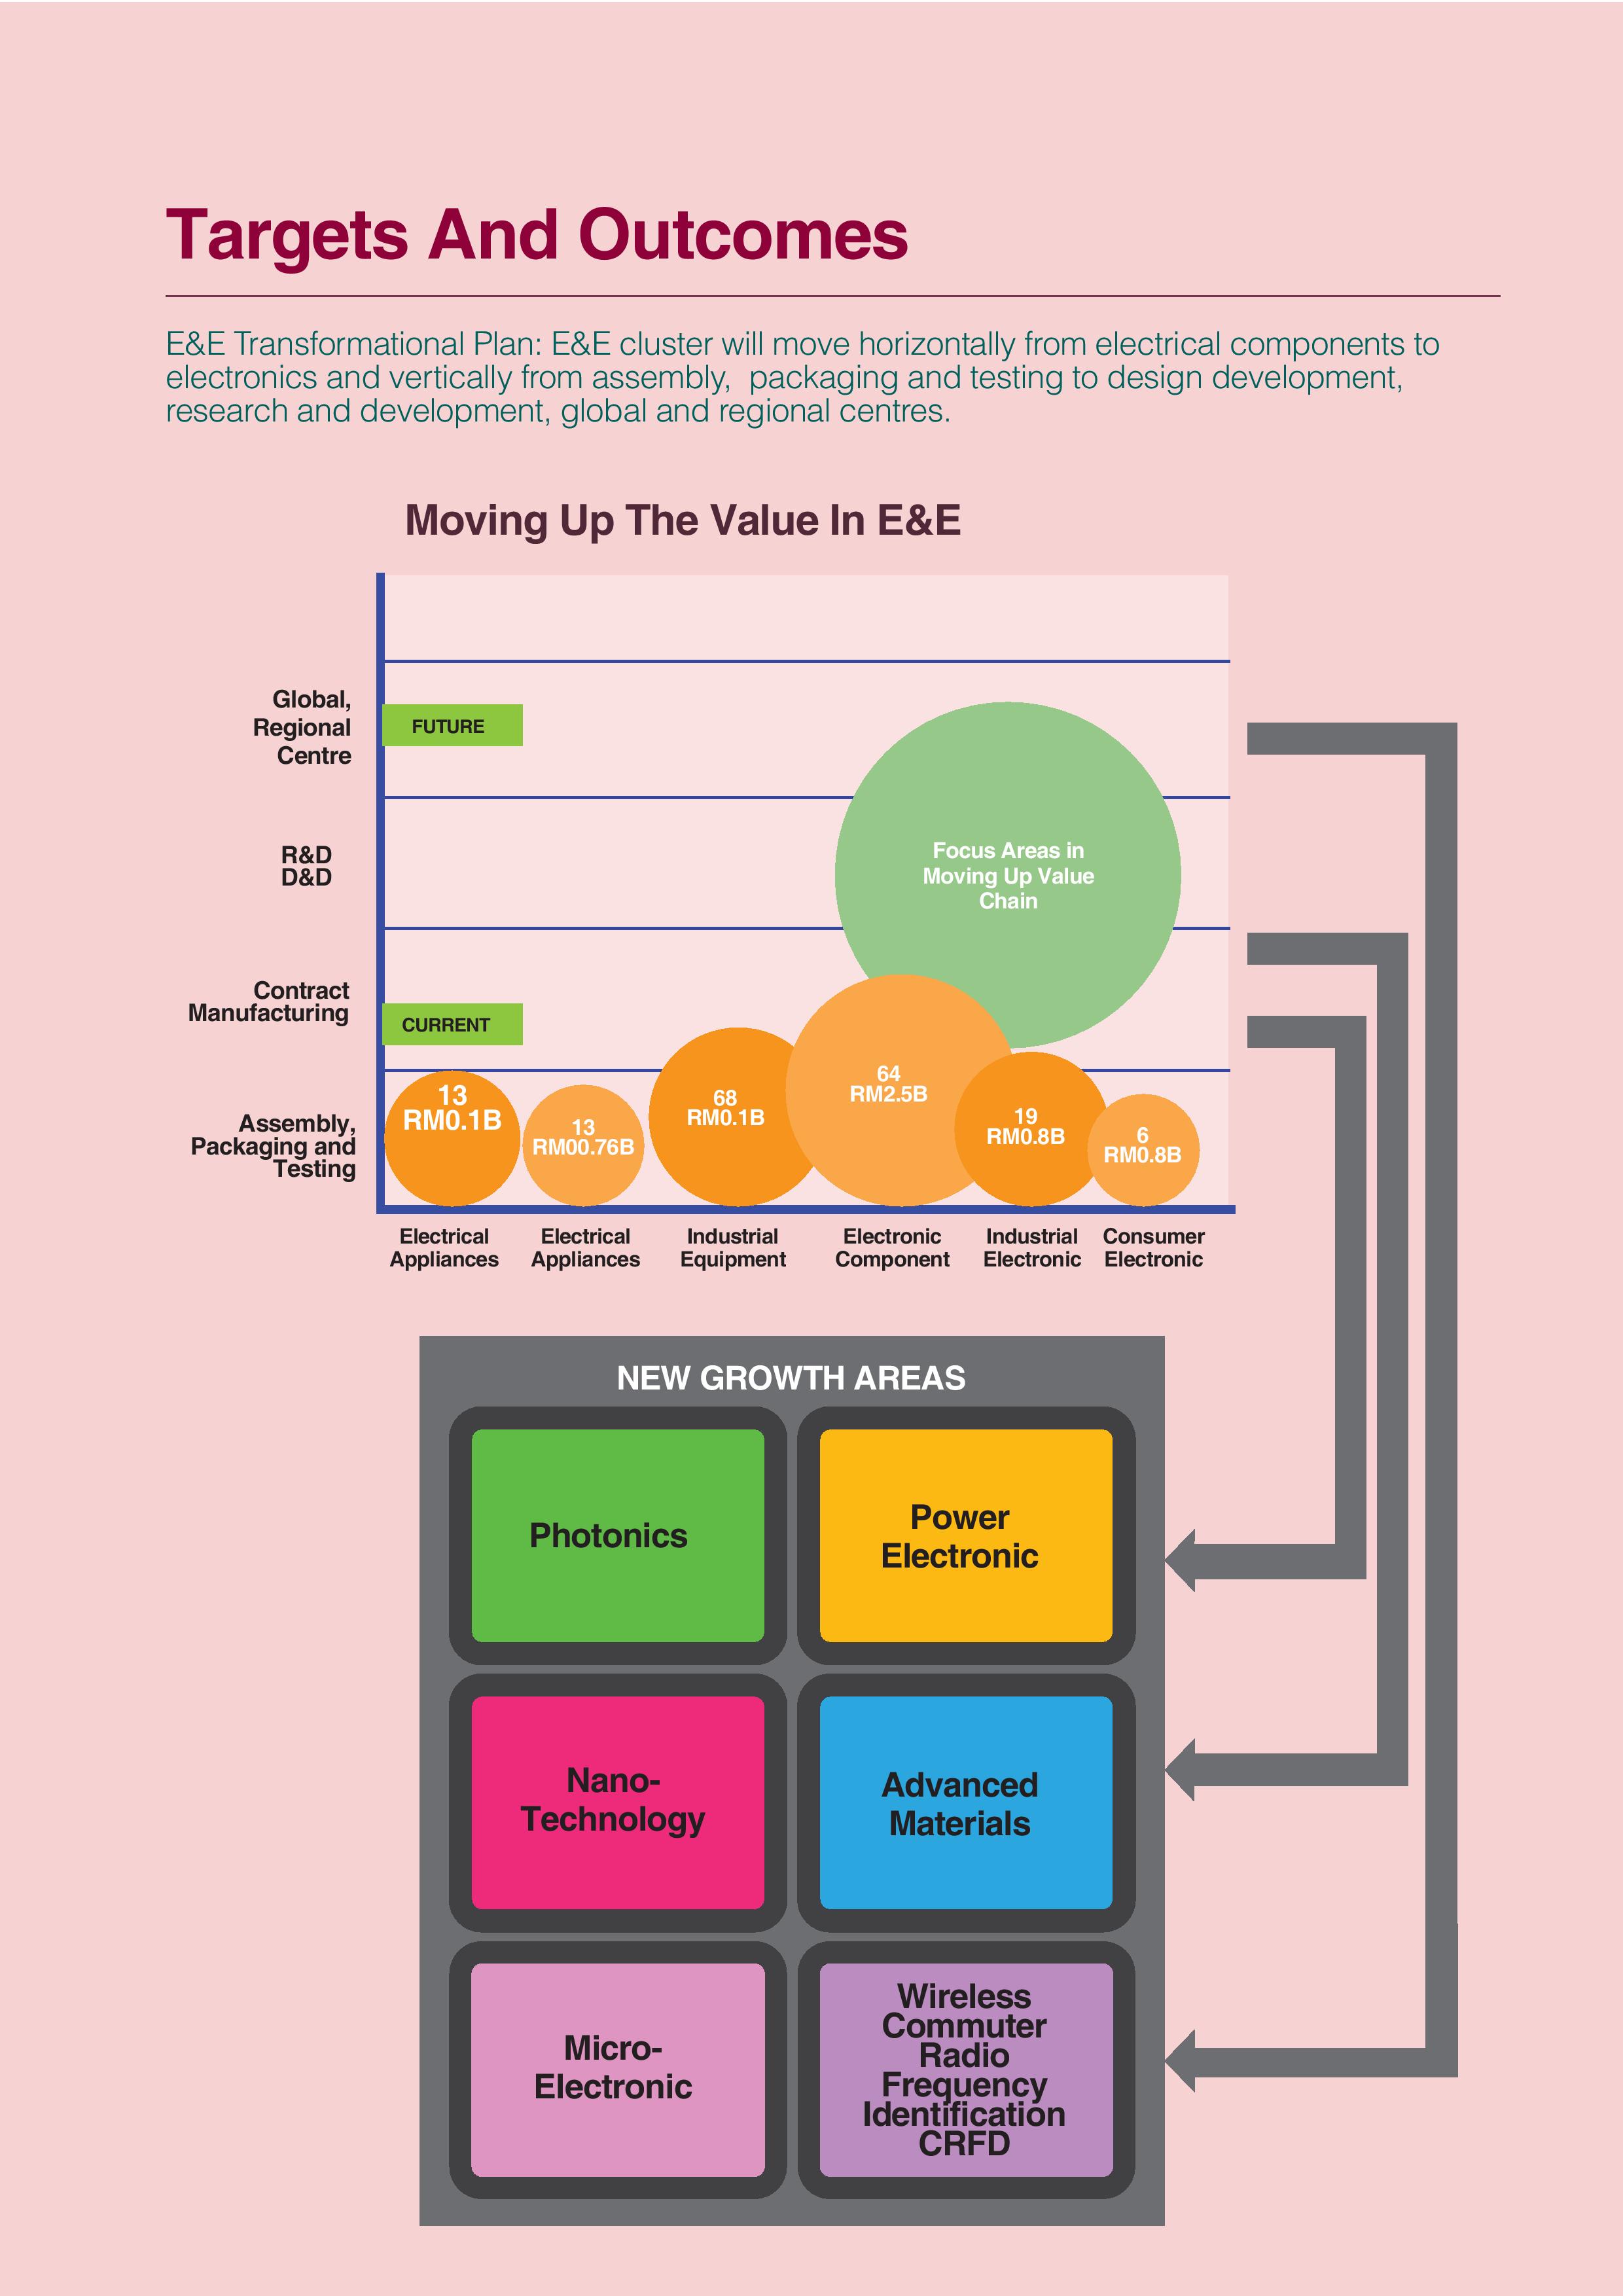 Targets And Outcomes
E&E Transformational Plan: E&E cluster will move horizontally from electrical components to
electronics and vertically from assembly,  packaging and testing to design development,
research and development, global and regional centres.
Moving Up The Value In E&E
Global,
Regional
Centre
FUTURE
R&D
D&D
Focus Areas in
Moving Up Value
Chain
Contract
Manufacturing
CURRENT
Assembly,
Packaging and
Testing
13
RM0.1B
13
RM00.76B
68
RM0.1B
64
RM2.5B
19
RM0.8B
6
RM0.8B
Electrical
Appliances
Electrical
Appliances
Industrial
Equipment
Electronic
Component
Industrial
Electronic
Consumer
Electronic
NEW GROWTH AREAS
Photonics
Power
Electronic
Nano-
Technology
Advanced
Materials
Micro-
Electronic
Wireless
Commuter
Radio
Frequency
Identification
CRFD